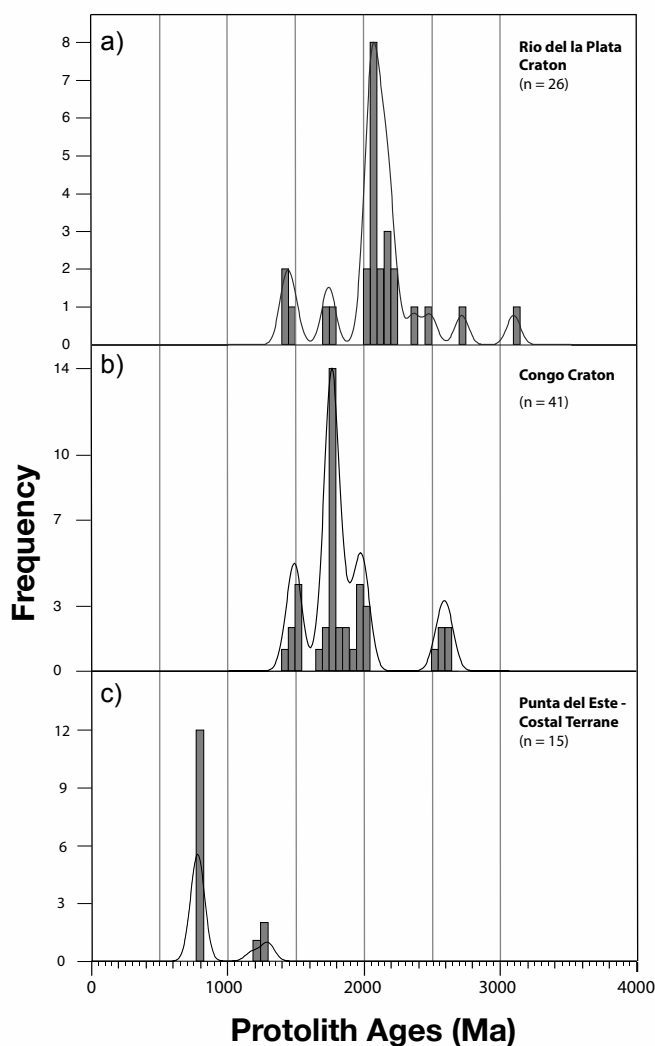 a)
Rio del la Plata
Craton
(n = 26)
8
7
6
5
4
3
2
1
0
b)
Congo Craton
(n = 41)
14
10
7
3
0
c)
Punta del Este -
Costal Terrane
(n = 15)
12
9
6
3
0
Frequency
0 1000 2000 3000 4000
Protolith Ages (Ma)